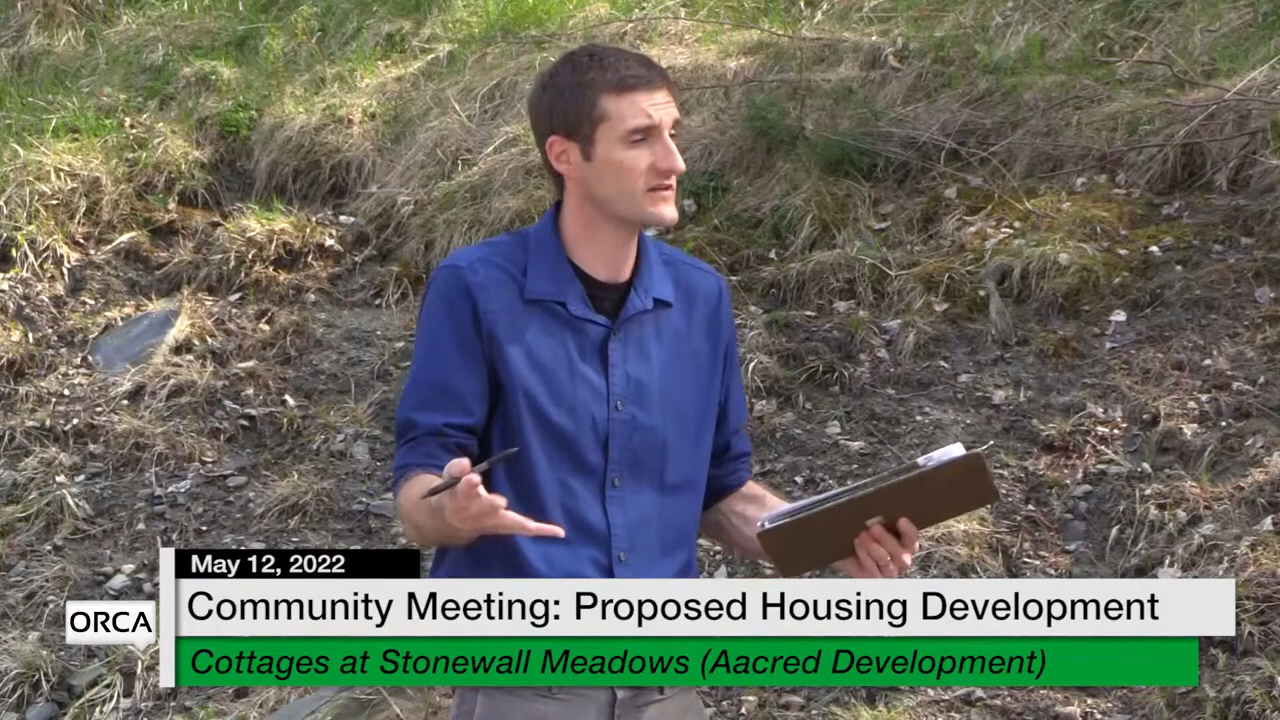 May 12, 2022
ORCA
Community Meeting: Proposed Housing Development
Cottages at Stonewall Meadows (Aacred Development)